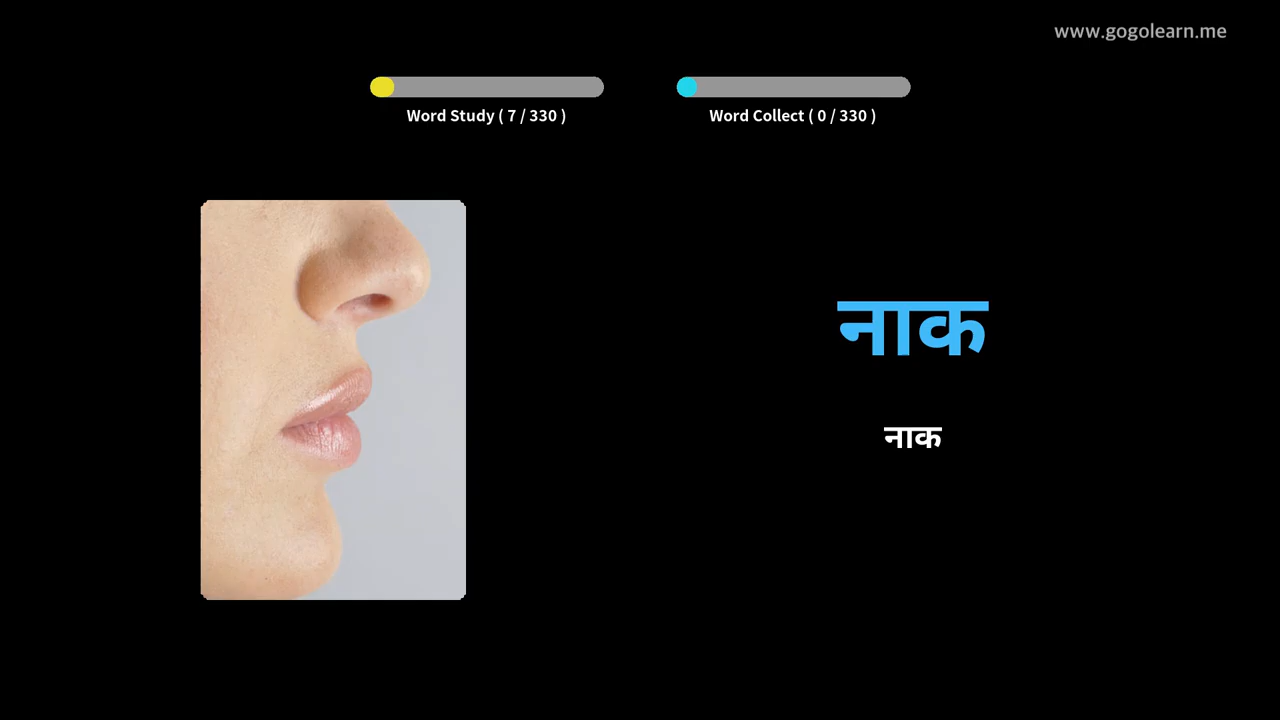 www.gogolearn.me
Word Study ( 7 / 330 )
Word Collect ( 0 / 330 )
नाक
नाक